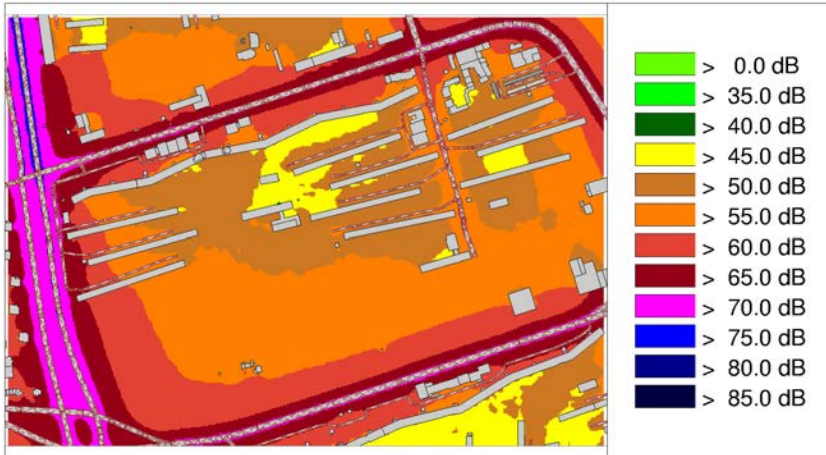 > 0.0 dB
> 35.0 dB
> 40.0 dB
> 45.0 dB
> 50.0 dB
> 55.0 dB
> 60.0 dB
> 65.0 dB
> 70.0 dB
> 75.0 dB
> 80.0 dB
> 85.0 dB